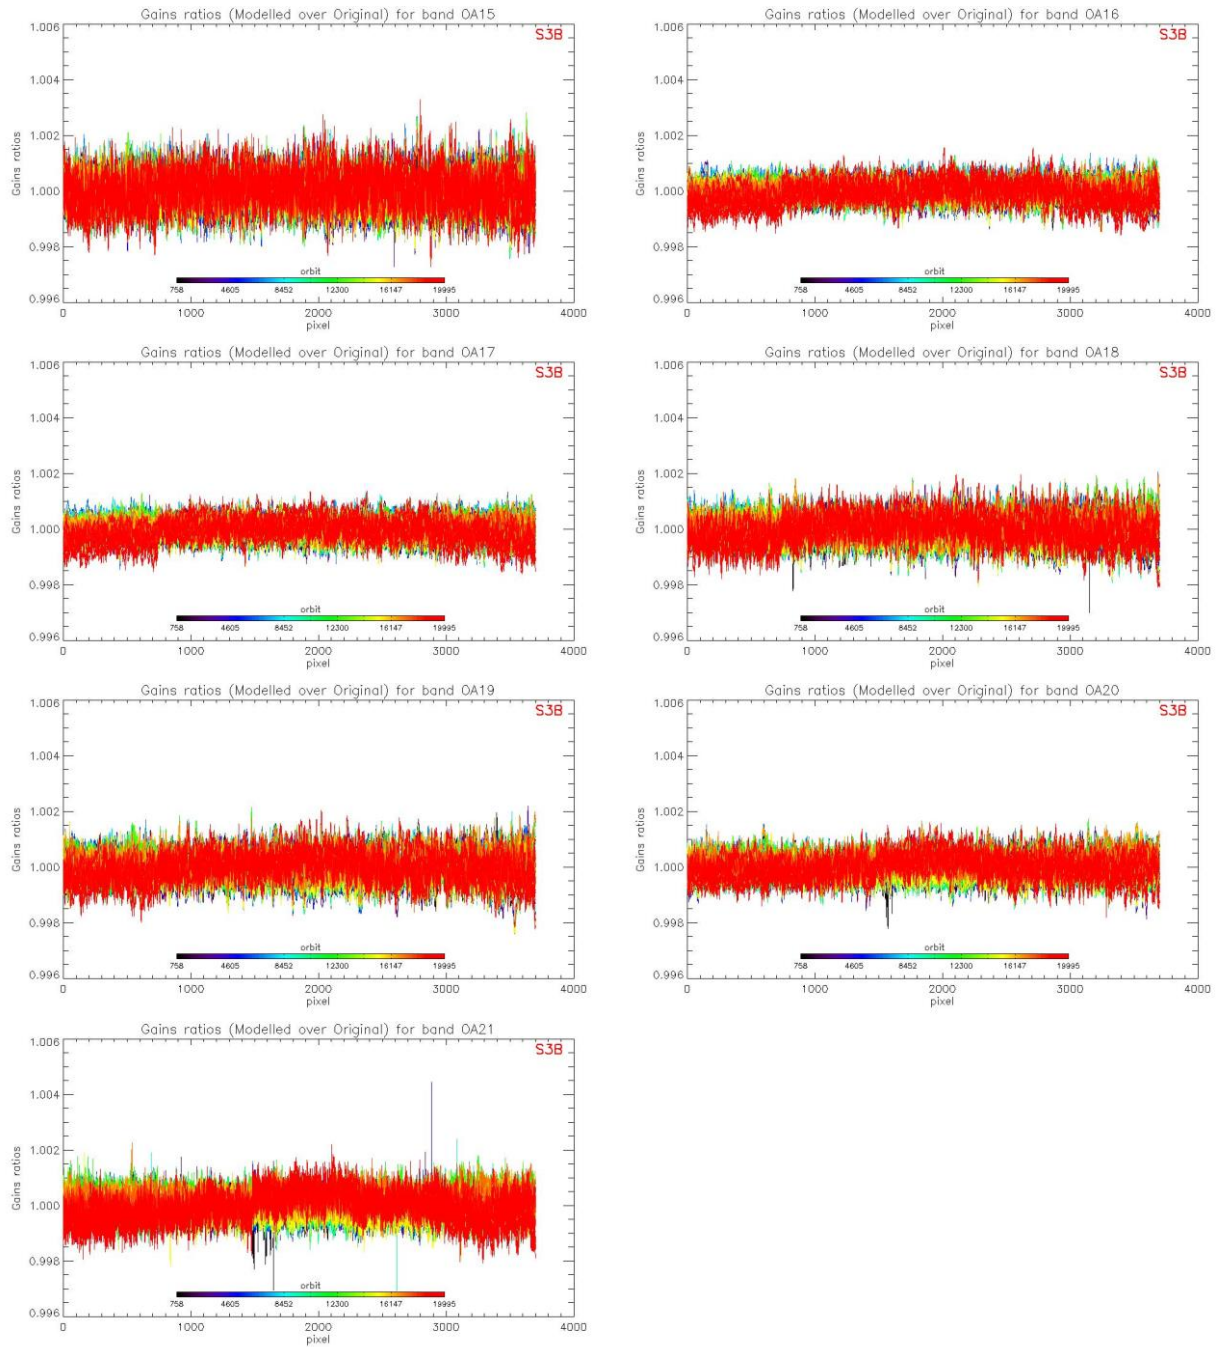 Gains ratios (Modelled over Original) for band OA15
S3B
1.006
1.004
1.002
1.000
0.998
0.996
Gains ratios
orbit
758 4605 8452 12300 16147 19995
0 1000 2000 3000 4000
pixel
Gains ratios (Modelled over Original) for band OA16
S3B
1.006
1.004
1.002
1.000
0.998
0.996
Gains ratios
orbit
758 4605 8452 12300 16147 19995
0 1000 2000 3000 4000
pixel
Gains ratios (Modelled over Original) for band OA17
S3B
1.006
1.004
1.002
1.000
0.998
0.996
Gains ratios
orbit
758 4605 8452 12300 16147 19995
0 1000 2000 3000 4000
pixel
Gains ratios (Modelled over Original) for band OA18
S3B
1.006
1.004
1.002
1.000
0.998
0.996
Gains ratios
orbit
758 4605 8452 12300 16147 19995
0 1000 2000 3000 4000
pixel
Gains ratios (Modelled over Original) for band OA19
S3B
1.006
1.004
1.002
1.000
0.998
0.996
Gains ratios
orbit
758 4605 8452 12300 16147 19995
0 1000 2000 3000 4000
pixel
Gains ratios (Modelled over Original) for band OA20
S3B
1.006
1.004
1.002
1.000
0.998
0.996
Gains ratios
orbit
758 4605 8452 12300 16147 19995
0 1000 2000 3000 4000
pixel
Gains ratios (Modelled over Original) for band OA21
S3B
1.006
1.004
1.002
1.000
0.998
0.996
Gains ratios
orbit
758 4605 8452 12300 16147 19995
0 1000 2000 3000 4000
pixel